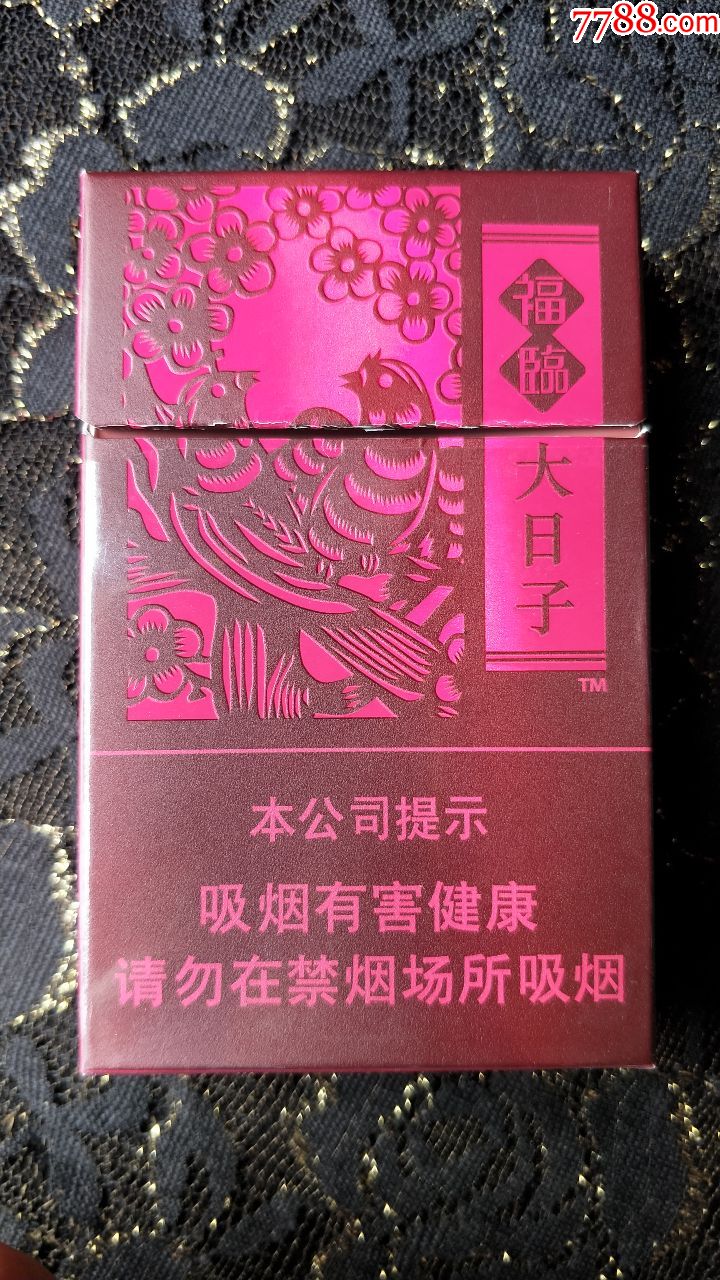 7788.com
福臨
大日子
TM
本公司提示
吸烟有害健康
请勿在禁烟场所吸烟